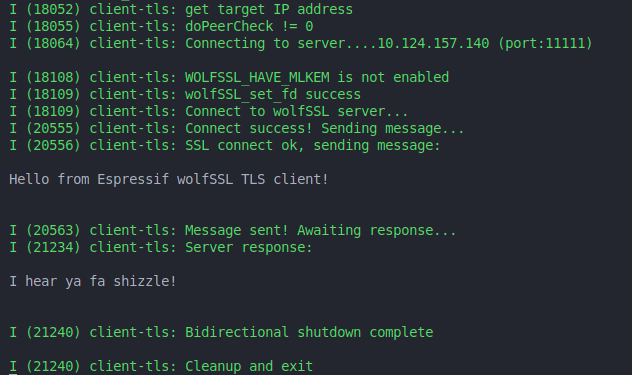 I (18052) client-tls: get target IP address
I (18055) client-tls: doPeerCheck != 0
I (18064) client-tls: Connecting to server....10.124.157.140 (port:11111)
I (18108) client-tls: WOLFSSL_HAVE_MLKEM is not enabled
I (18109) client-tls: wolfSSL_set_fd success
I (18109) client-tls: Connect to wolfSSL server...
I (20555) client-tls: Connect success! Sending message...
I (20556) client-tls: SSL connect ok, sending message:
Hello from Espressif wolfSSL TLS client!
I (20563) client-tls: Message sent! Awaiting response...
I (21234) client-tls: Server response:
I hear ya fa shizzle!
I (21240) client-tls: Bidirectional shutdown complete
I (21240) client-tls: Cleanup and exit